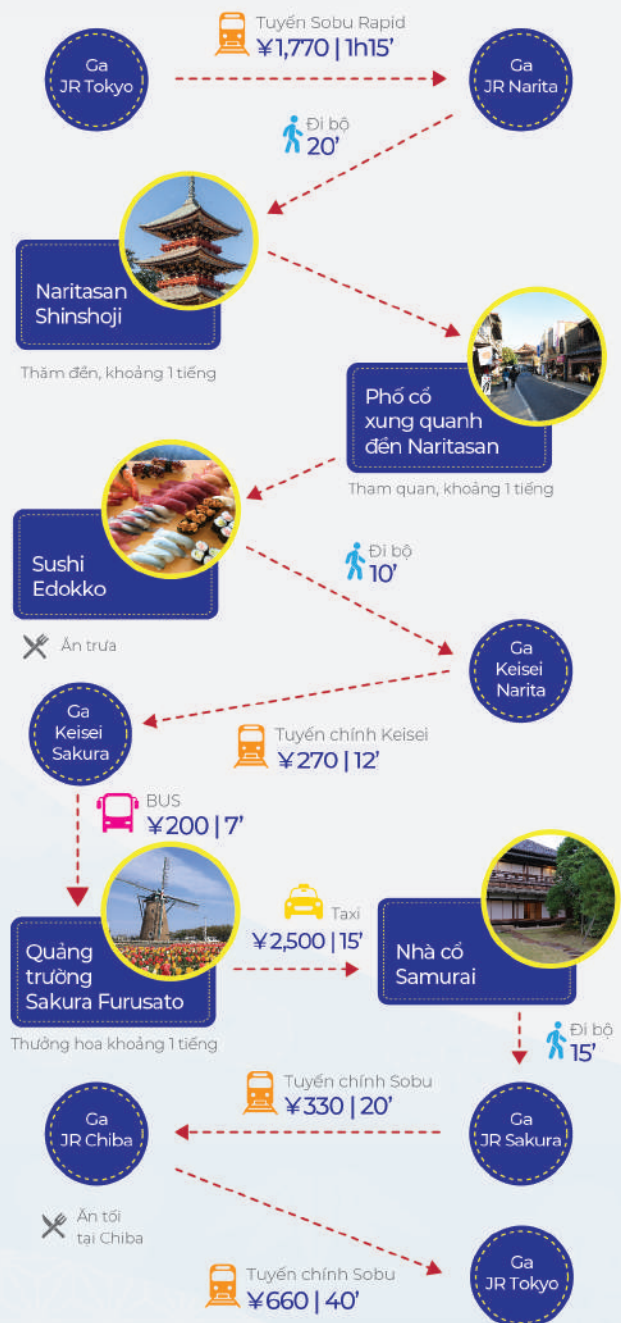 Tuyến Sobu Rapid
¥1,770 | 1h15’
Ga
JR Tokyo
Ga
JR Narita
Đi bộ
20’
Naritasan
Shinshoji
Thăm đền, khoảng 1 tiếng
Phố cổ
xung quanh
đền Naritasan
Tham quan, khoảng 1 tiếng
Sushi
Edokko
Ăn trưa
Đi bộ
10’
Ga
Keisei
Narita
Ga
Keisei
Sakura
Tuyến chính Keisei
¥270 | 12’
BUS
¥200 | 7’
Quảng
trường
Sakura Furusato
Thưởng hoa khoảng 1 tiếng
Taxi
¥2,500 | 15’
Nhà cổ
Samurai
Đi bộ
15’
Tuyến chính Sobu
¥330 | 20’
Ga
JR Chiba
Ga
JR Sakura
Ăn tối
tại Chiba
Tuyến chính Sobu
¥660 | 40’
Ga
JR Tokyo